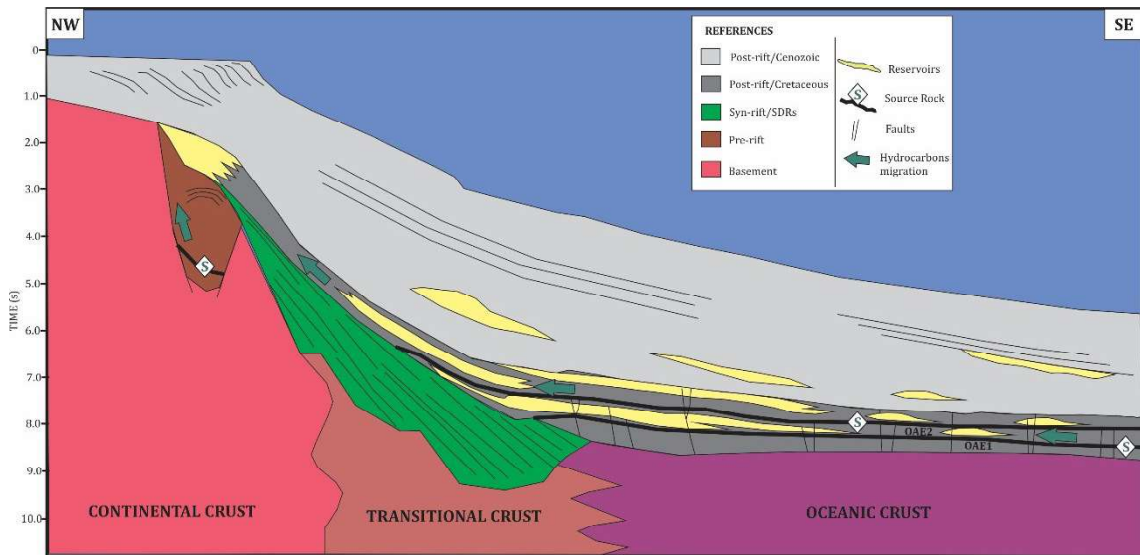 NW
SE
REFERENCES
Post-rift/Cenozoic
Post-rift/Cretaceous
Syn-rift/SDRs
Pre-rift
Basement
Reservoirs
S
Source Rock
Faults
Hydrocarbons
migration
TIME (s)
0
1.0
2.0
3.0
4.0
5.0
6.0
7.0
8.0
9.0
10.0
S
S
OAE2
OAE1
S
CONTINENTAL CRUST
TRANSITIONAL CRUST
OCEANIC CRUST